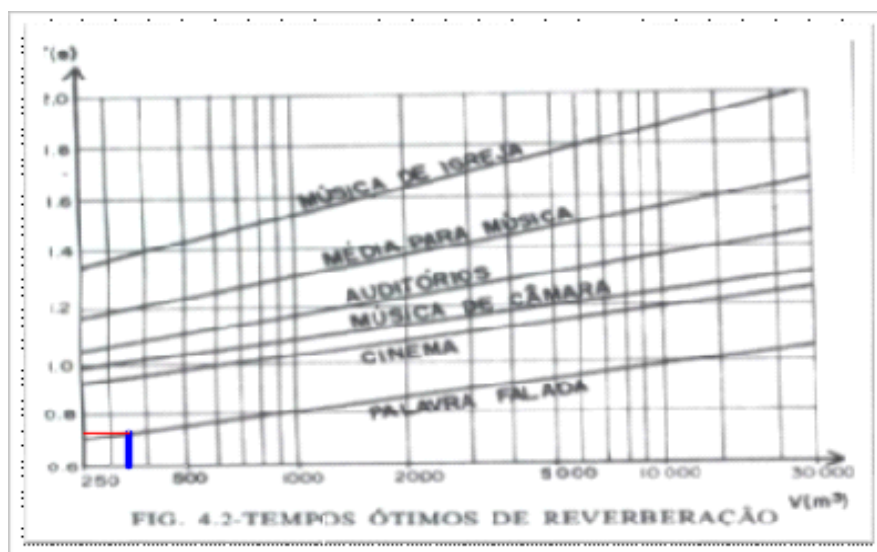 T(s)
2.0
1.8
1.6
1.4
1.2
1.0
0.8
0.6
MÚSICA DE IGREJA
MÉDIA PARA MÚSICA
AUDITÓRIOS
MÚSICA DE CÂMARA
CINEMA
PALAVRA FALADA
250 500 1000 2000 5000 10 000 30 000
V(m³)
FIG. 4.2-TEMPOS ÓTIMOS DE REVERBERAÇÃO